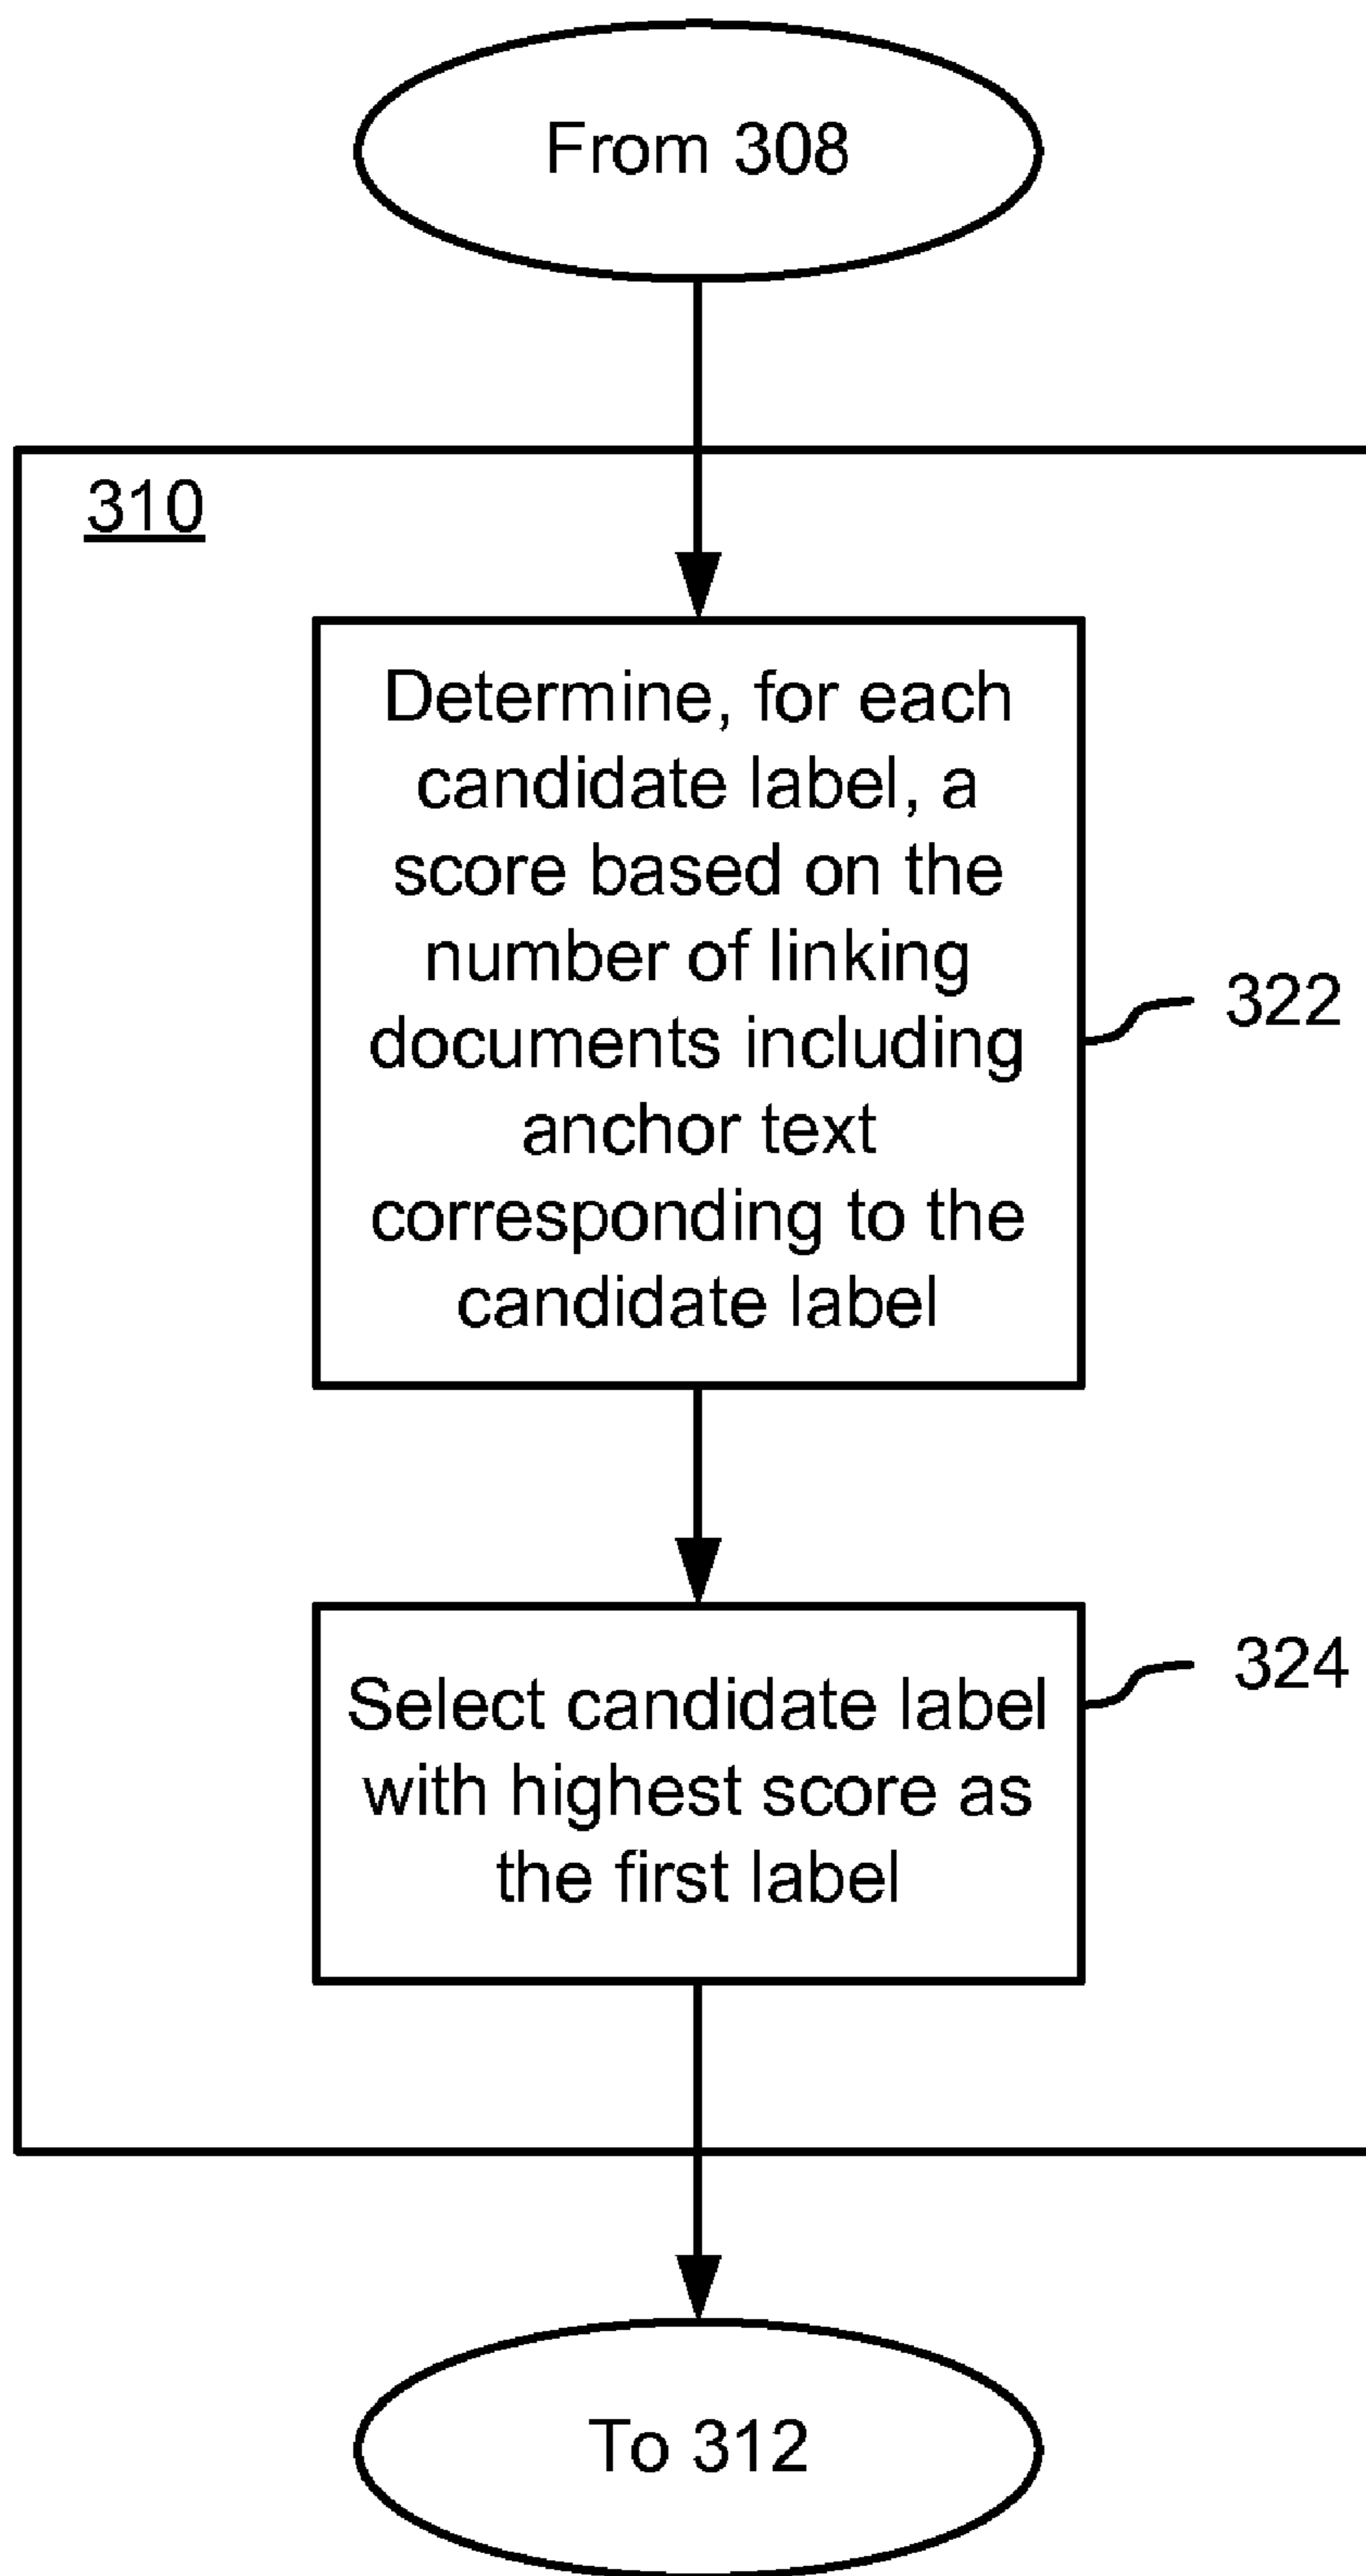 From 308
310
Determine, for each
candidate label, a
score based on the
number of linking
documents including
anchor text
corresponding to the
candidate label
322
Select candidate label
with highest score as
the first label
324
To 312